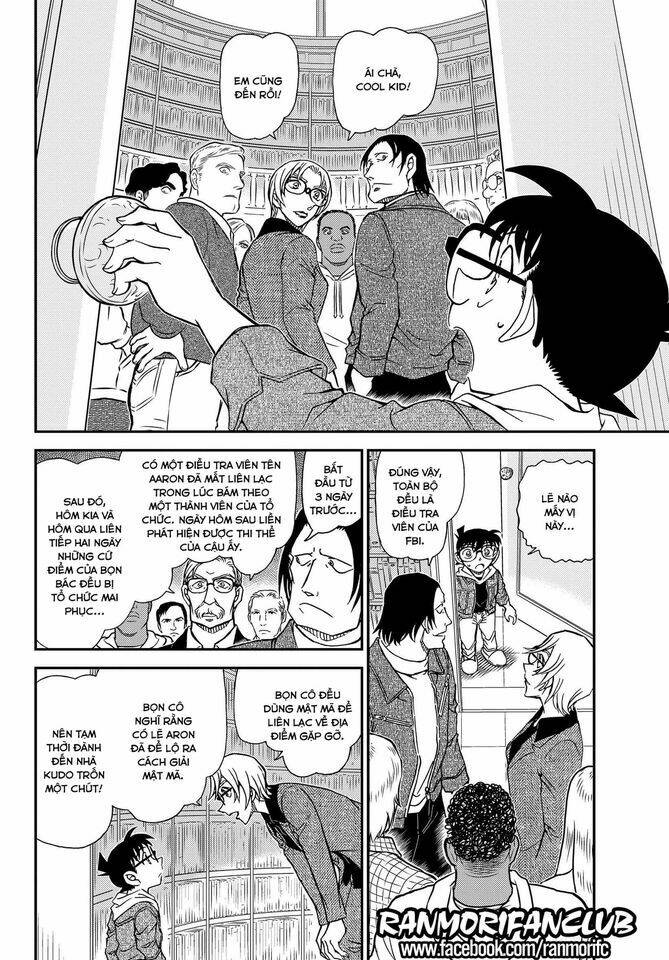 ÁI CHÀ,
COOL KID!
EM CŨNG
ĐẾN RỒI!
LẼ NÀO
MẤY VỊ
NÀY...
ĐÚNG VẬY,
TOÀN BỘ
ĐỀU LÀ
ĐIỀU TRA
VIÊN CỦA
FBI.
BẮT
ĐẦU TỪ
3 NGÀY
TRƯỚC...
CÓ MỘT ĐIỀU TRA VIÊN TÊN
AARON ĐÃ MẤT LIÊN LẠC
TRONG LÚC BÁM THEO
MỘT THÀNH VIÊN CỦA TỔ
CHỨC. NGÀY HÔM SAU LIỀN
PHÁT HIỆN ĐƯỢC THI THỂ
CỦA CẬU ẤY.
SAU ĐÓ,
HÔM KIA VÀ
HÔM QUA LIÊN
TIẾP HAI NGÀY
NHỮNG CỨ
ĐIỂM CỦA BỌN
BÁC ĐỀU BỊ
TỔ CHỨC MAI
PHỤC...
BỌN CÔ ĐỀU
DÙNG MẬT MÃ ĐỂ
LIÊN LẠC VỀ ĐỊA
ĐIỂM GẶP GỠ.
BỌN CÔ
NGHĨ RẰNG
CÓ LẼ ARON
ĐÃ ĐỂ LỘ RA
CÁCH GIẢI
MẬT MÃ.
NÊN TẠM
THỜI ĐÁNH
ĐẾN NHÀ
KUDO TRỐN
MỘT CHÚT!
RANMORIFANCLUB
www.facebook.com/ranmorifc